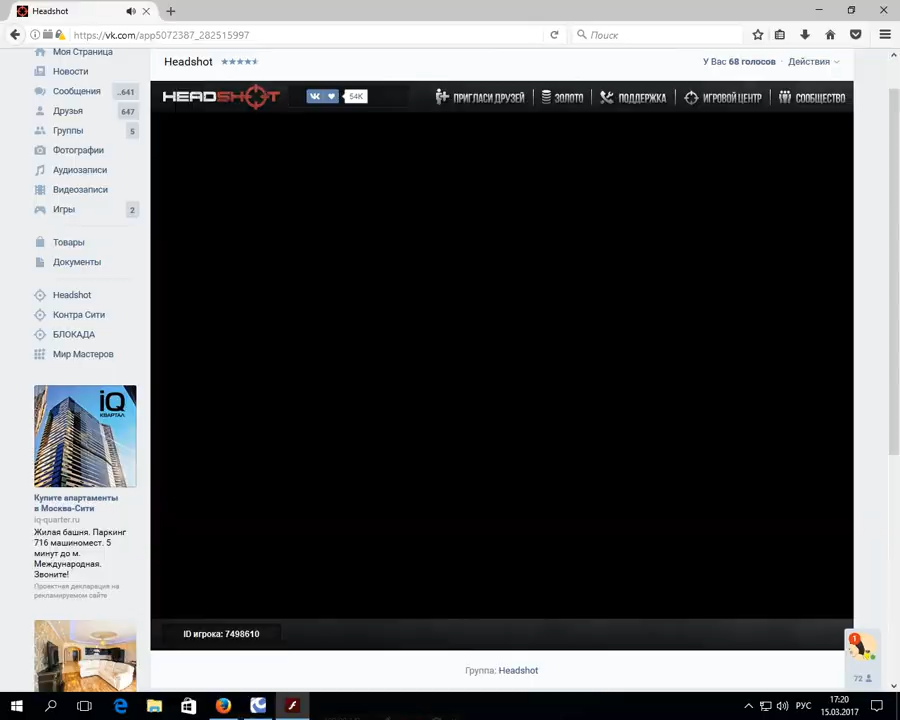 Headshot
https://vk.com/app5072387_282515997
Поиск
Моя Страница
Новости
Сообщения ..641
Друзья 647
Группы 5
Фотографии
Аудиозаписи
Видеозаписи
Игры 2
Товары
Документы
Headshot
Контра Сити
БЛОКАДА
Мир Мастеров
iQ
КВАРТАЛ
Купите апартаменты
в Москва-Сити
iq-quarter.ru
Жилая башня. Паркинг
716 машиномест. 5
минут до м.
Международная.
Звоните!
Проектная декларация на
рекламируемом сайте
Headshot
У Вас 68 голосов
Действия
HEADSHOT
54K
ПРИГЛАСИ ДРУЗЕЙ
ЗОЛОТО
ПОДДЕРЖКА
ИГРОВОЙ ЦЕНТР
СООБЩЕСТВО
ID игрока: 7498610
Группа: Headshot
1
72
РУС
17:20
15.03.2017